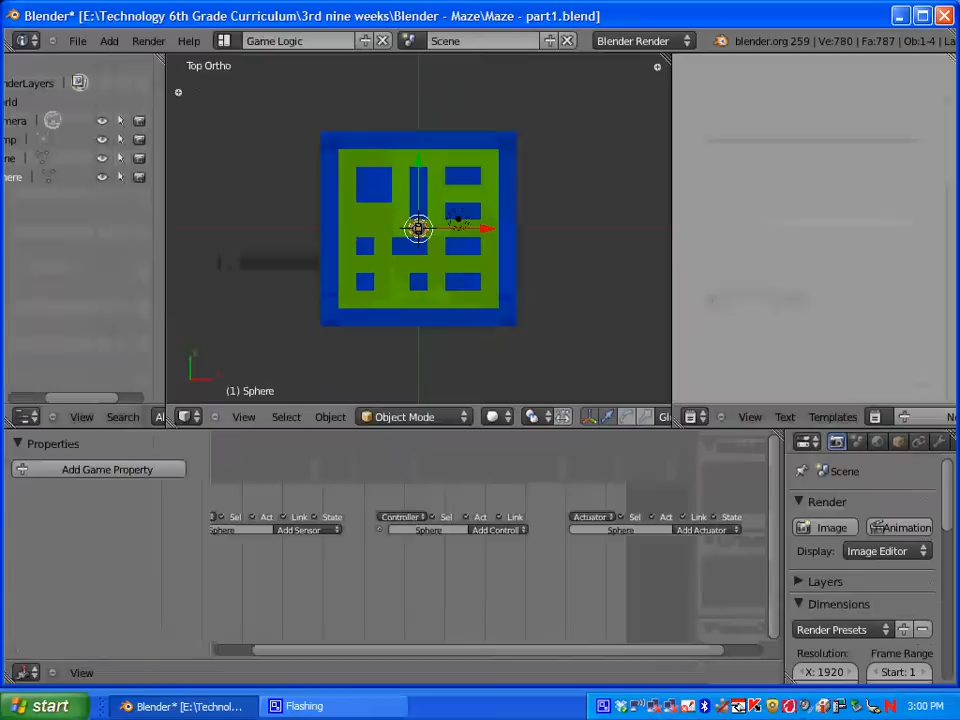 Blender* [E:\Technology 6th Grade Curriculum\3rd nine weeks\Blender - Maze\Maze - part1.blend]
File Add Render Help Game Logic Scene Blender Render blender.org 259 | Ve:780 | Fa:787 | Ob:1-4 | La
Top Ortho
nderLayers |
rld
mera
mp
ne
here
(1) Sphere
View Search Al View Select Object Object Mode Gl View Text Templates
Properties
Add Game Property
Sel Act Link State Controller Sel Act Link Actuator Sel Act Link State
Sphere Add Sensor Sphere Add Controll Sphere Add Actuator
Scene
Render
Image Animation
Display: Image Editor
Layers
Dimensions
Render Presets
Resolution: Frame Range
X: 1920 Start: 1
View
start Blender* [E:\Technol... Flashing 3:00 PM